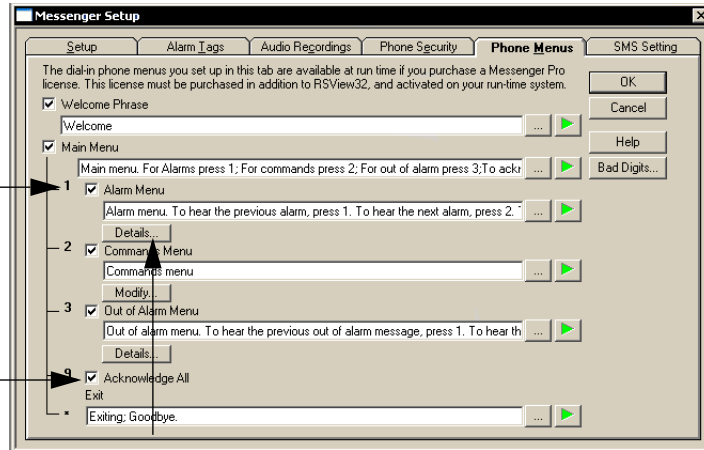 Messenger Setup
Setup
Alarm Tags
Audio Recordings
Phone Security
Phone Menus
SMS Setting
The dial-in phone menus you set up in this tab are available at run time if you purchase a Messenger Pro
license. This license must be purchased in addition to RSView32, and activated on your run-time system.
OK
Cancel
Help
Bad Digits...
Welcome Phrase
Welcome
...
Main Menu
Main menu. For Alarms press 1; For commands press 2; For out of alarm press 3;To ackr
...
1
Alarm Menu
Alarm menu. To hear the previous alarm, press 1. To hear the next alarm, press 2.
...
Details...
2
Commands Menu
Commands menu
...
Modify...
3
Out of Alarm Menu
Out of alarm menu. To hear the previous out of alarm message, press 1. To hear th
...
Details...
9
Acknowledge All
Exit
*
Exiting; Goodbye.
...